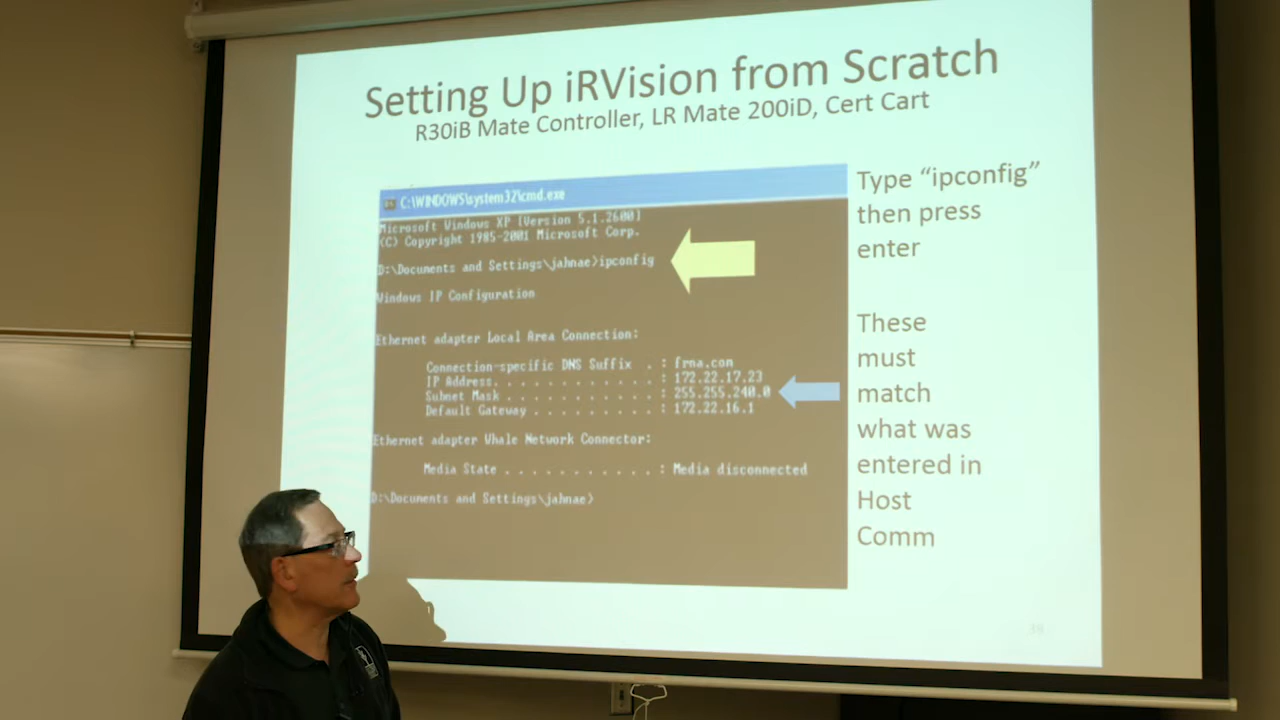 Setting Up iRVision from Scratch
R30iB Mate Controller, LR Mate 200iD, Cert Cart
C:\WINDOWS\system32\cmd.exe
Microsoft Windows XP [Version 5.1.2600]
(C) Copyright 1985-2001 Microsoft Corp.
D:\Documents and Settings\jahnae>ipconfig
Windows IP Configuration
Ethernet adapter Local Area Connection:
Connection-specific DNS Suffix . : frna.com
IP Address. . . . . . . . . . . . : 172.22.17.23
Subnet Mask . . . . . . . . . . . : 255.255.240.0
Default Gateway . . . . . . . . . : 172.22.16.1
Ethernet adapter Whale Network Connector:
Media State . . . . . . . . . . . : Media disconnected
D:\Documents and Settings\jahnae>
Type “ipconfig”
then press
enter
These
must
match
what was
entered in
Host
Comm